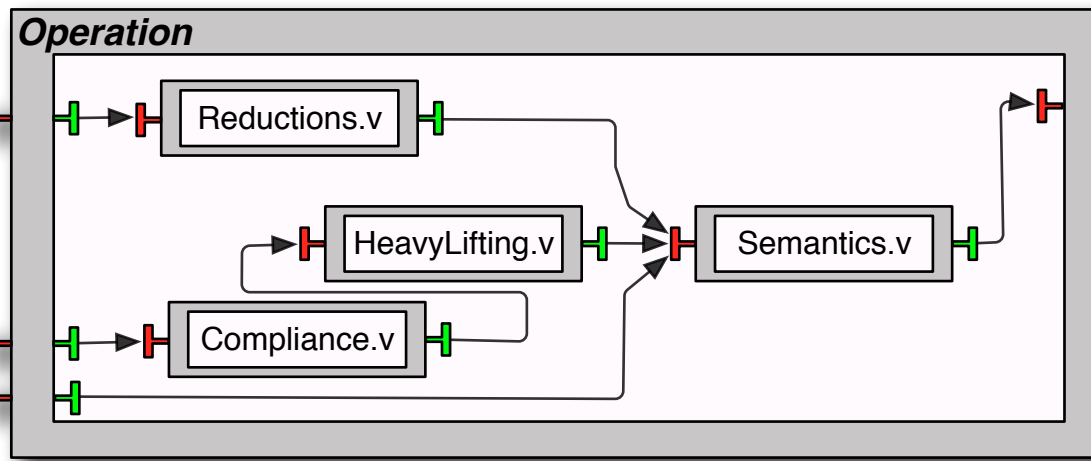 Operation
Reductions.v
HeavyLifting.v
Semantics.v
Compliance.v